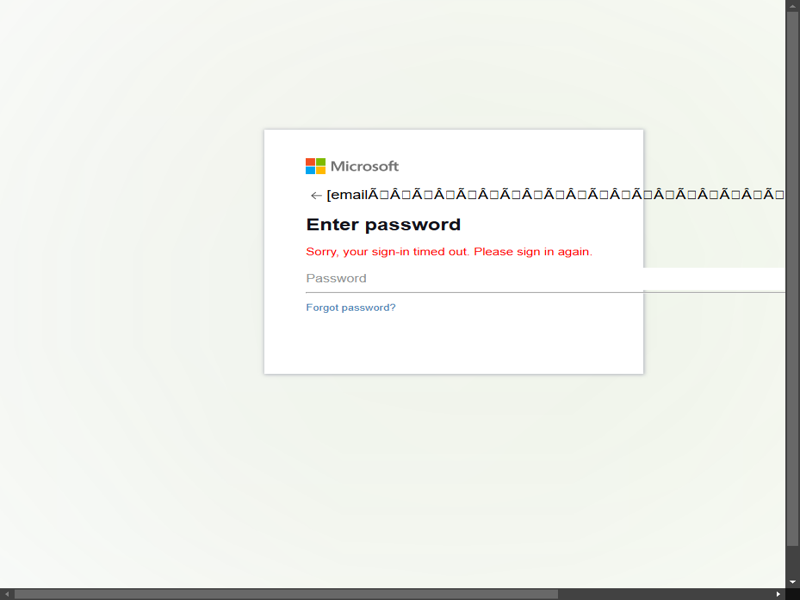 Microsoft
← [emailÃ□Â□Ã□Â□Ã□Â□Ã□Â□Ã□Â□Ã□Â□Ã□Â□Ã□Â□Ã□Â□Ã□
Enter password
Sorry, your sign-in timed out. Please sign in again.
Password
Forgot password?